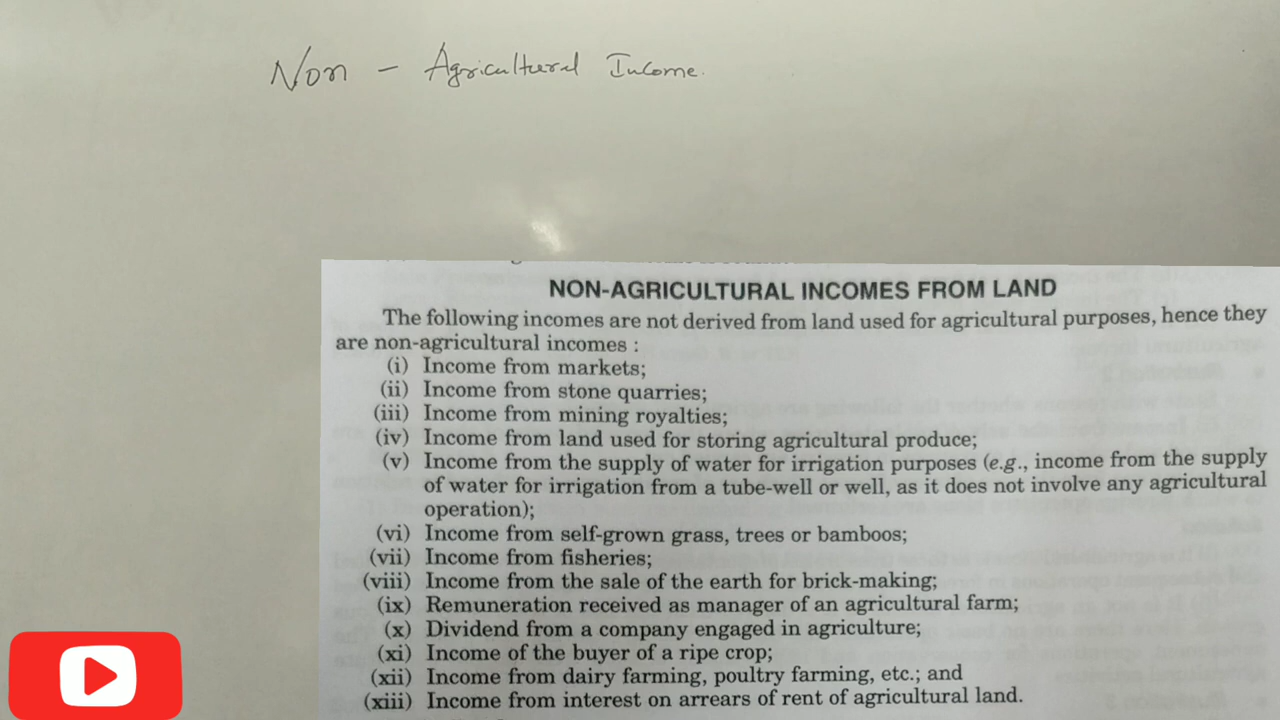 Non - Agricultural Income.
NON-AGRICULTURAL INCOMES FROM LAND
The following incomes are not derived from land used for agricultural purposes, hence they
are non-agricultural incomes :
(i) Income from markets;
(ii) Income from stone quarries;
(iii) Income from mining royalties;
(iv) Income from land used for storing agricultural produce;
(v) Income from the supply of water for irrigation purposes (e.g., income from the supply
of water for irrigation from a tube-well or well, as it does not involve any agricultural
operation);
(vi) Income from self-grown grass, trees or bamboos;
(vii) Income from fisheries;
(viii) Income from the sale of the earth for brick-making;
(ix) Remuneration received as manager of an agricultural farm;
(x) Dividend from a company engaged in agriculture;
(xi) Income of the buyer of a ripe crop;
(xii) Income from dairy farming, poultry farming, etc.; and
(xiii) Income from interest on arrears of rent of agricultural land.